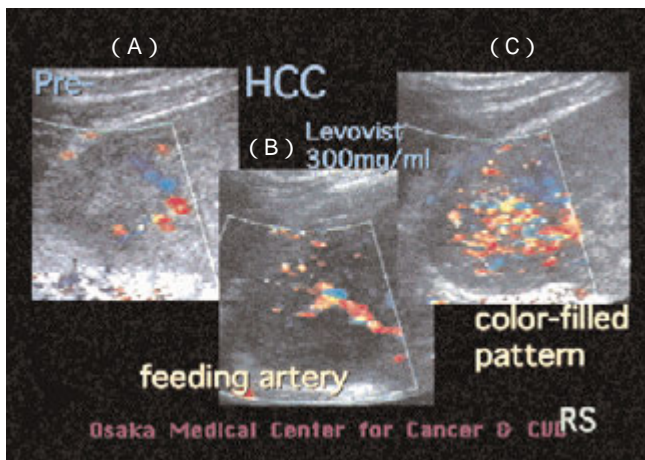 (A)
(C)
Pre-
HCC
(B)
Levovist
300mg/ml
color-filled
pattern
feeding artery
Osaka Medical Center for Cancer & CVD
RS